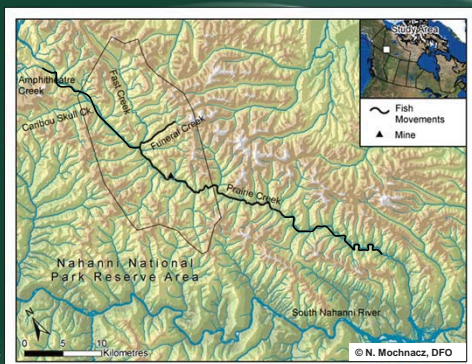 Study Area
Amphitheatre
Creek
Fast Creek
Caribou Skull Ck.
Funeral Creek
Fish
Movements
Mine
Prairie Creek
Nahanni National
Park Reserve Area
South Nahanni River
N
0 5 10
Kilometres
© N. Mochnacz, DFO